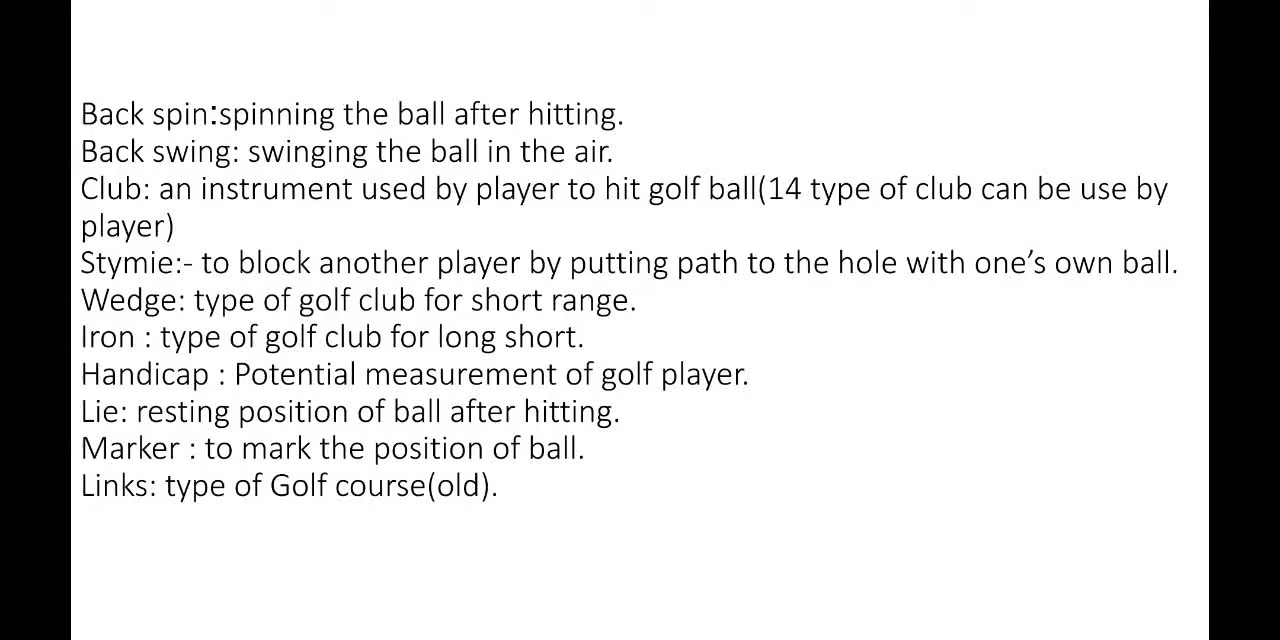 Back spin:spinning the ball after hitting.
Back swing: swinging the ball in the air.
Club: an instrument used by player to hit golf ball(14 type of club can be use by
player)
Stymie:- to block another player by putting path to the hole with one’s own ball.
Wedge: type of golf club for short range.
Iron : type of golf club for long short.
Handicap : Potential measurement of golf player.
Lie: resting position of ball after hitting.
Marker : to mark the position of ball.
Links: type of Golf course(old).